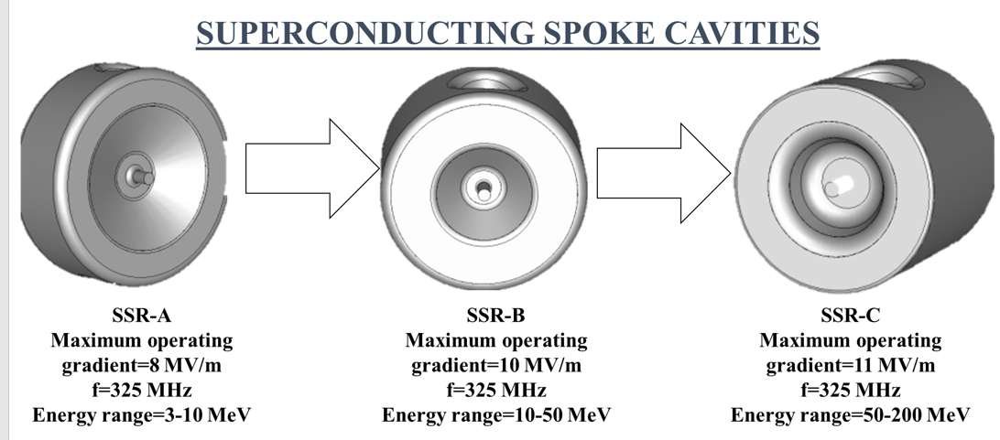 SUPERCONDUCTING SPOKE CAVITIES
SSR-A
Maximum operating
gradient=8 MV/m
f=325 MHz
Energy range=3-10 MeV
SSR-B
Maximum operating
gradient=10 MV/m
f=325 MHz
Energy range=10-50 MeV
SSR-C
Maximum operating
gradient=11 MV/m
f=325 MHz
Energy range=50-200 MeV